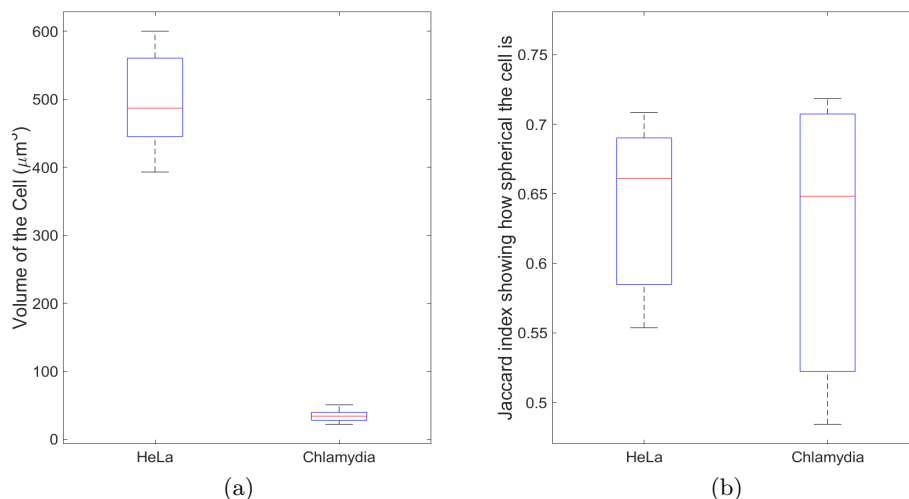 Volume of the Cell (μm³)
600
500
400
300
200
100
0
HeLa Chlamydia
(a)
Jaccard index showing how spherical the cell is
0.75
0.7
0.65
0.6
0.55
0.5
HeLa Chlamydia
(b)